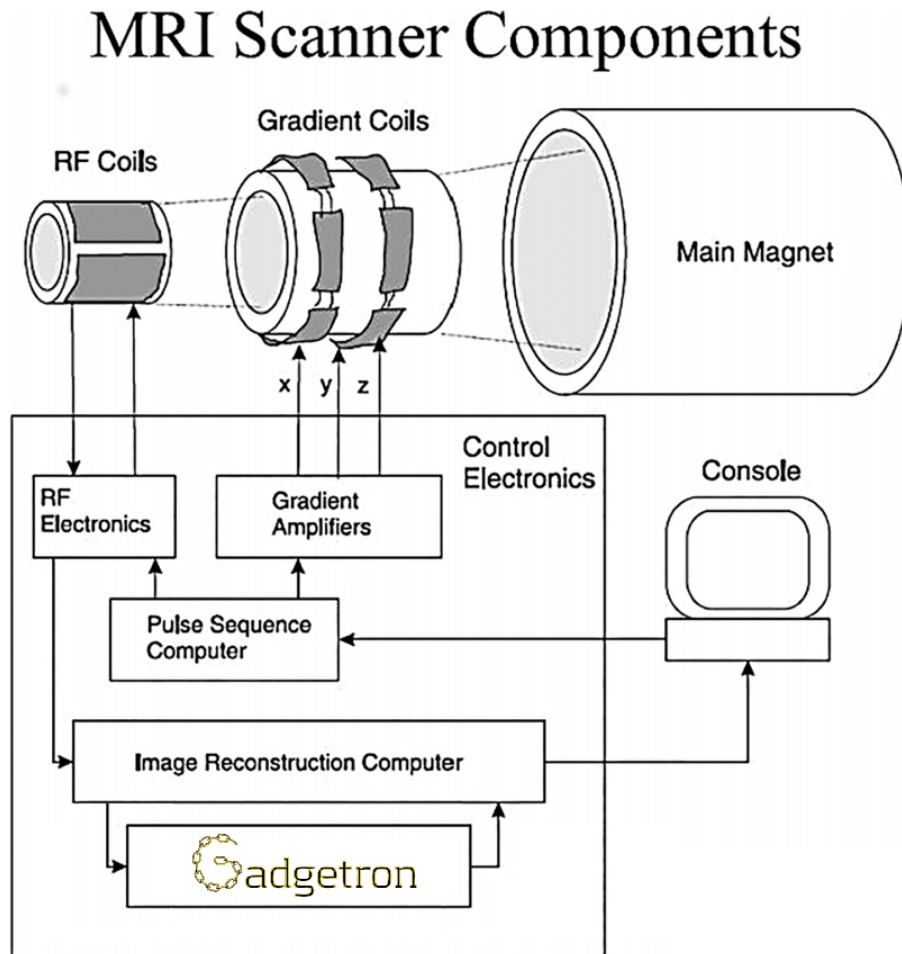 MRI Scanner Components
Gradient Coils
RF Coils
Main Magnet
x y z
Control
Electronics
Console
RF
Electronics
Gradient
Amplifiers
Pulse Sequence
Computer
Image Reconstruction Computer
Gadgetron